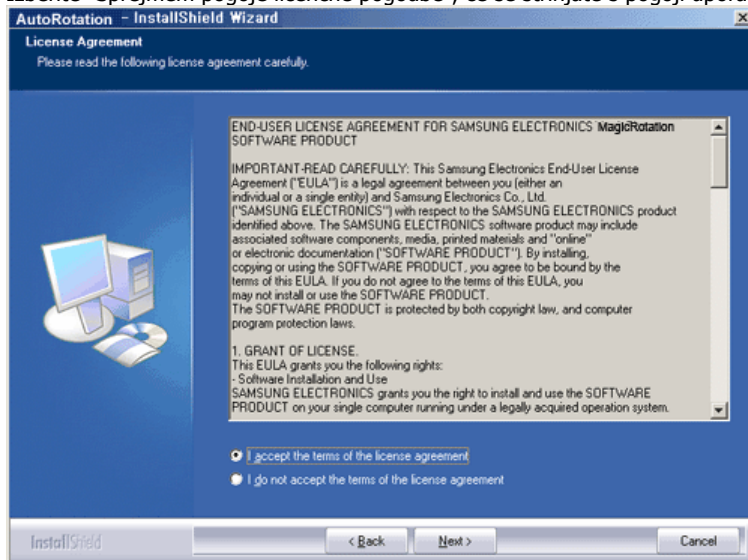 AutoRotation - InstallShield Wizard
License Agreement
Please read the following license agreement carefully.
END-USER LICENSE AGREEMENT FOR SAMSUNG ELECTRONICS MagicRotation
SOFTWARE PRODUCT
IMPORTANT-READ CAREFULLY: This Samsung Electronics End-User License
Agreement ("EULA") is a legal agreement between you (either an
individual or a single entity) and Samsung Electronics Co., Ltd.
("SAMSUNG ELECTRONICS") with respect to the SAMSUNG ELECTRONICS product
identified above. The SAMSUNG ELECTRONICS software product may include
associated software components, media, printed materials and "online"
or electronic documentation ("SOFTWARE PRODUCT"). By installing,
copying or using the SOFTWARE PRODUCT, you agree to be bound by the
terms of this EULA. If you do not agree to the terms of this EULA, you
may not install or use the SOFTWARE PRODUCT.
The SOFTWARE PRODUCT is protected by both copyright law, and computer
program protection laws.
1. GRANT OF LICENSE.
This EULA grants you the following rights:
- Software Installation and Use
SAMSUNG ELECTRONICS grants you the right to install and use the SOFTWARE
PRODUCT on your single computer running under a legally acquired operation system.
I accept the terms of the license agreement
I do not accept the terms of the license agreement
InstallShield
< Back
Next >
Cancel